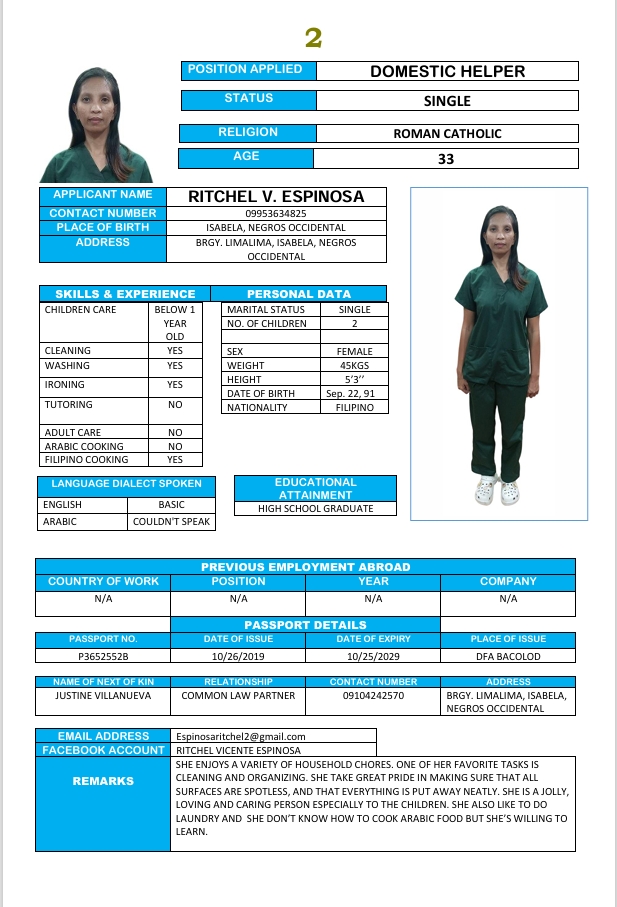 2
POSITION APPLIED DOMESTIC HELPER
STATUS SINGLE
RELIGION ROMAN CATHOLIC
AGE 33
APPLICANT NAME RITCHEL V. ESPINOSA
CONTACT NUMBER 09953634825
PLACE OF BIRTH ISABELA, NEGROS OCCIDENTAL
ADDRESS BRGY. LIMALIMA, ISABELA, NEGROS
OCCIDENTAL
SKILLS & EXPERIENCE PERSONAL DATA
CHILDREN CARE BELOW 1
YEAR
OLD
CLEANING YES
WASHING YES
IRONING YES
TUTORING NO
ADULT CARE NO
ARABIC COOKING NO
FILIPINO COOKING YES
MARITAL STATUS SINGLE
NO. OF CHILDREN 2
SEX FEMALE
WEIGHT 45KGS
HEIGHT 5’3’’
DATE OF BIRTH Sep. 22, 91
NATIONALITY FILIPINO
LANGUAGE DIALECT SPOKEN
ENGLISH BASIC
ARABIC COULDN'T SPEAK
EDUCATIONAL
ATTAINMENT
HIGH SCHOOL GRADUATE
PREVIOUS EMPLOYMENT ABROAD
COUNTRY OF WORK POSITION YEAR COMPANY
N/A N/A N/A N/A
PASSPORT DETAILS
PASSPORT NO. DATE OF ISSUE DATE OF EXPIRY PLACE OF ISSUE
P3652552B 10/26/2019 10/25/2029 DFA BACOLOD
NAME OF NEXT OF KIN RELATIONSHIP CONTACT NUMBER ADDRESS
JUSTINE VILLANUEVA COMMON LAW PARTNER 09104242570 BRGY. LIMALIMA, ISABELA,
NEGROS OCCIDENTAL
EMAIL ADDRESS Espinosaritchel2@gmail.com
FACEBOOK ACCOUNT RITCHEL VICENTE ESPINOSA
REMARKS
SHE ENJOYS A VARIETY OF HOUSEHOLD CHORES. ONE OF HER FAVORITE TASKS IS
CLEANING AND ORGANIZING. SHE TAKE GREAT PRIDE IN MAKING SURE THAT ALL
SURFACES ARE SPOTLESS, AND THAT EVERYTHING IS PUT AWAY NEATLY. SHE IS A JOLLY,
LOVING AND CARING PERSON ESPECIALLY TO THE CHILDREN. SHE ALSO LIKE TO DO
LAUNDRY AND SHE DON'T KNOW HOW TO COOK ARABIC FOOD BUT SHE'S WILLING TO
LEARN.